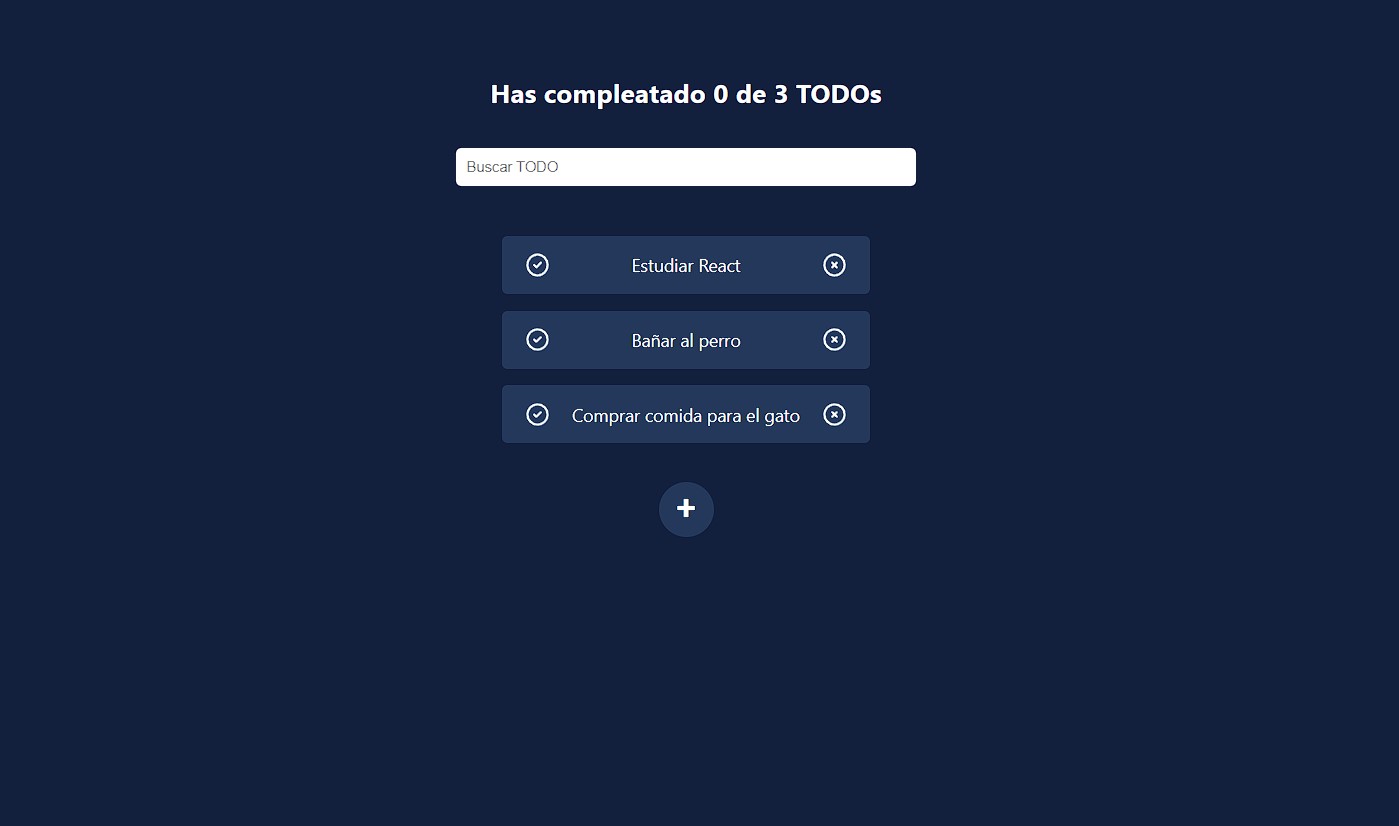 Has compleatado 0 de 3 TODOs
Buscar TODO
Estudiar React
Bañar al perro
Comprar comida para el gato
+